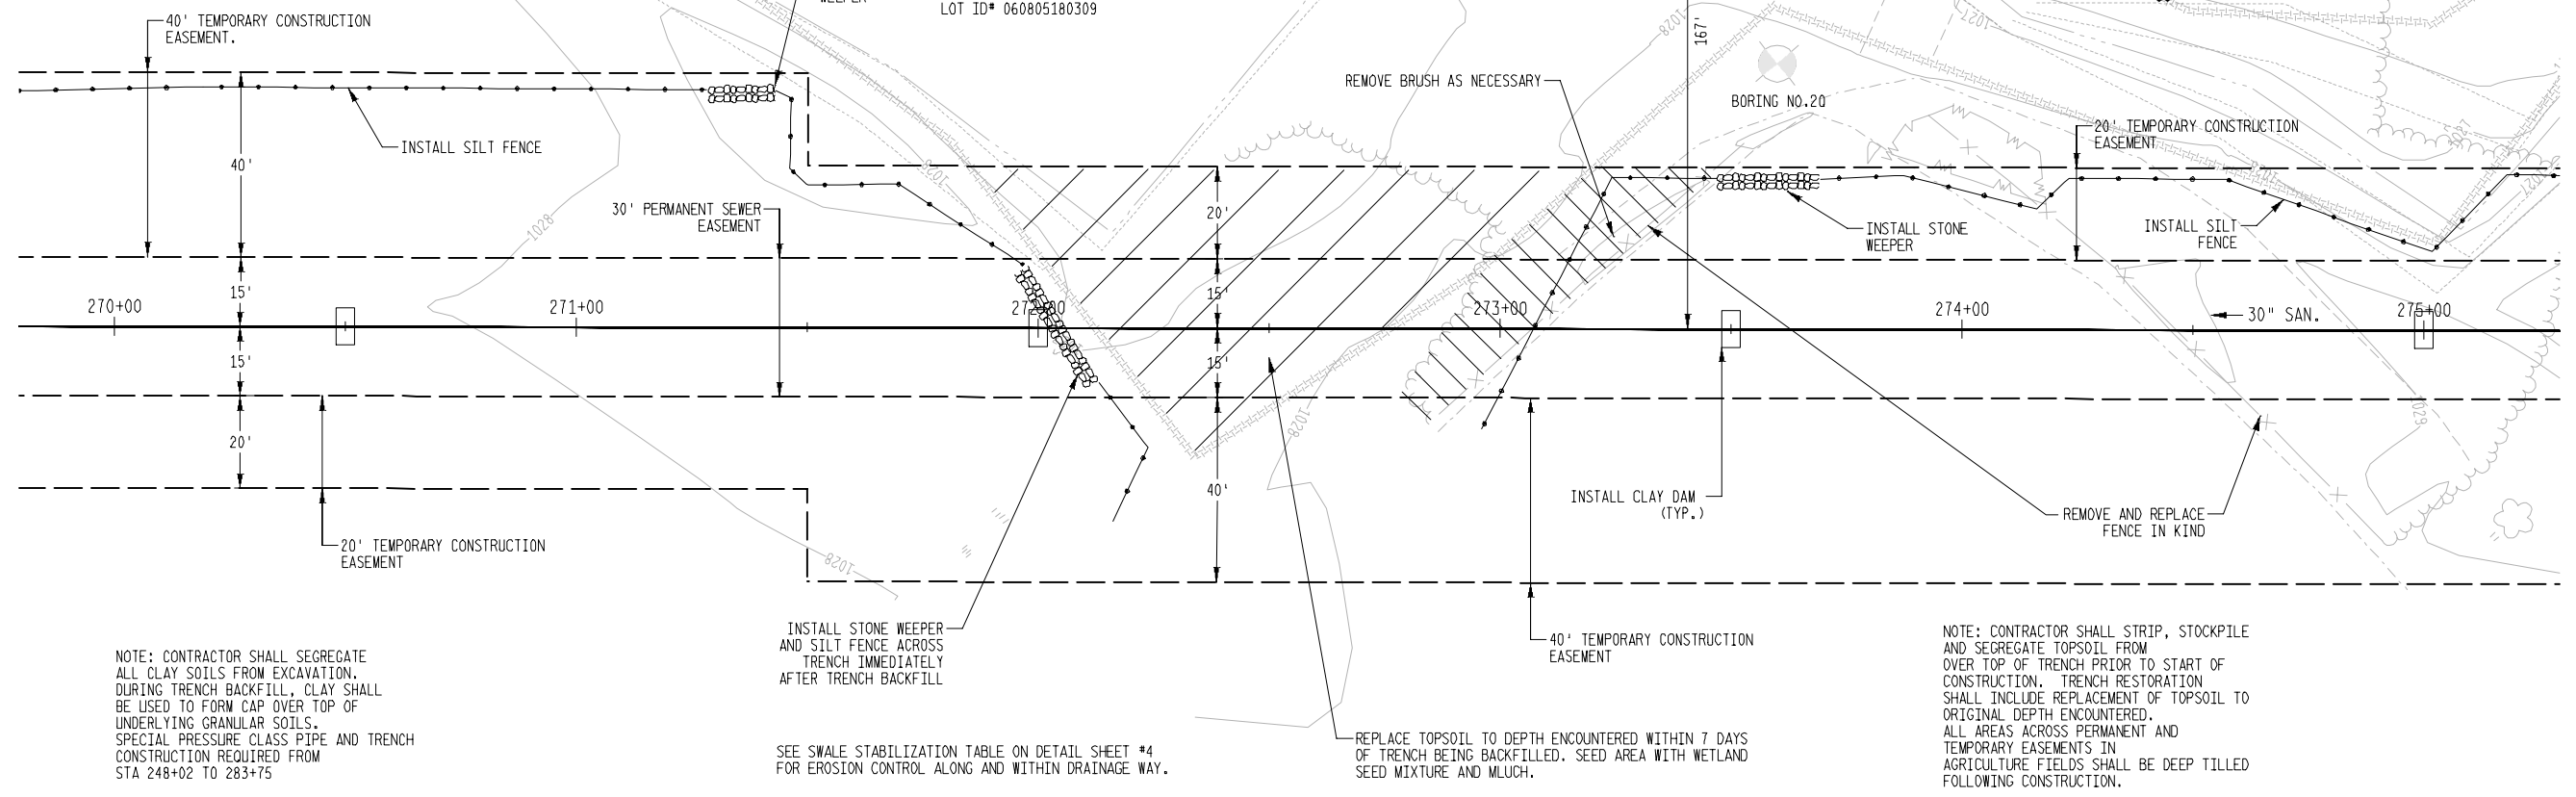 WEEPER
LOT ID# 060805180309
40' TEMPORARY CONSTRUCTION
EASEMENT.
1028
167'
1027
REMOVE BRUSH AS NECESSARY
BORING NO.20
20' TEMPORARY CONSTRUCTION
EASEMENT
INSTALL SILT FENCE
40'
30' PERMANENT SEWER
EASEMENT
20'
1028
INSTALL STONE
WEEPER
INSTALL SILT
FENCE
15'
15'
270+00
271+00
272+00
273+00
274+00
30" SAN.
275+00
15'
15'
20'
1028
1029
40'
INSTALL CLAY DAM
(TYP.)
REMOVE AND REPLACE
FENCE IN KIND
20' TEMPORARY CONSTRUCTION
EASEMENT
1028
INSTALL STONE WEEPER
AND SILT FENCE ACROSS
TRENCH IMMEDIATELY
AFTER TRENCH BACKFILL
40' TEMPORARY CONSTRUCTION
EASEMENT
NOTE: CONTRACTOR SHALL SEGREGATE
ALL CLAY SOILS FROM EXCAVATION.
DURING TRENCH BACKFILL, CLAY SHALL
BE USED TO FORM CAP OVER TOP OF
UNDERLYING GRANULAR SOILS.
SPECIAL PRESSURE CLASS PIPE AND TRENCH
CONSTRUCTION REQUIRED FROM
STA 248+02 TO 283+75
SEE SWALE STABILIZATION TABLE ON DETAIL SHEET #4
FOR EROSION CONTROL ALONG AND WITHIN DRAINAGE WAY.
REPLACE TOPSOIL TO DEPTH ENCOUNTERED WITHIN 7 DAYS
OF TRENCH BEING BACKFILLED. SEED AREA WITH WETLAND
SEED MIXTURE AND MLUCH.
NOTE: CONTRACTOR SHALL STRIP, STOCKPILE
AND SEGREGATE TOPSOIL FROM
OVER TOP OF TRENCH PRIOR TO START OF
CONSTRUCTION. TRENCH RESTORATION
SHALL INCLUDE REPLACEMENT OF TOPSOIL TO
ORIGINAL DEPTH ENCOUNTERED.
ALL AREAS ACROSS PERMANENT AND
TEMPORARY EASEMENTS IN
AGRICULTURE FIELDS SHALL BE DEEP TILLED
FOLLOWING CONSTRUCTION.